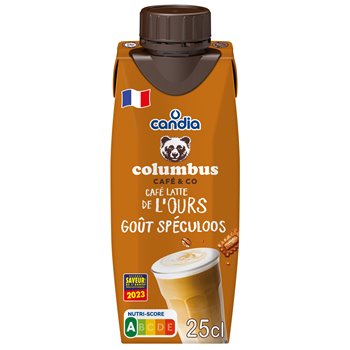 candia
columbus
CAFÉ & CO
CAFÉ LATTE
DE L'OURS
GOÛT SPÉCULOOS
SAVEUR
2023
NUTRI-SCORE
A B C D E
25cl